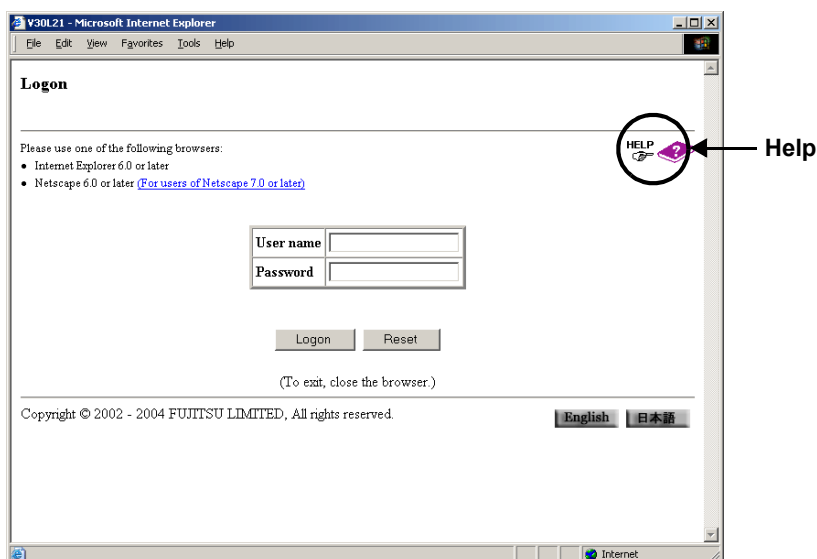 V30L21 - Microsoft Internet Explorer
File Edit View Favorites Tools Help
Logon
Please use one of the following browsers:
• Internet Explorer 6.0 or later
• Netscape 6.0 or later (For users of Netscape 7.0 or later)
HELP
?
Help
User name
Password
Logon Reset
(To exit, close the browser.)
Copyright © 2002 - 2004 FUJITSU LIMITED, All rights reserved.
English 日本語
Internet